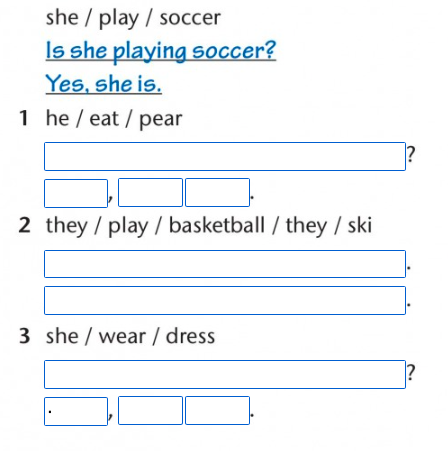 she / play / soccer
Is she playing soccer?
Yes, she is.
1 he / eat / pear
?
, .
2 they / play / basketball / they / ski
.
.
3 she / wear / dress
?
. , .